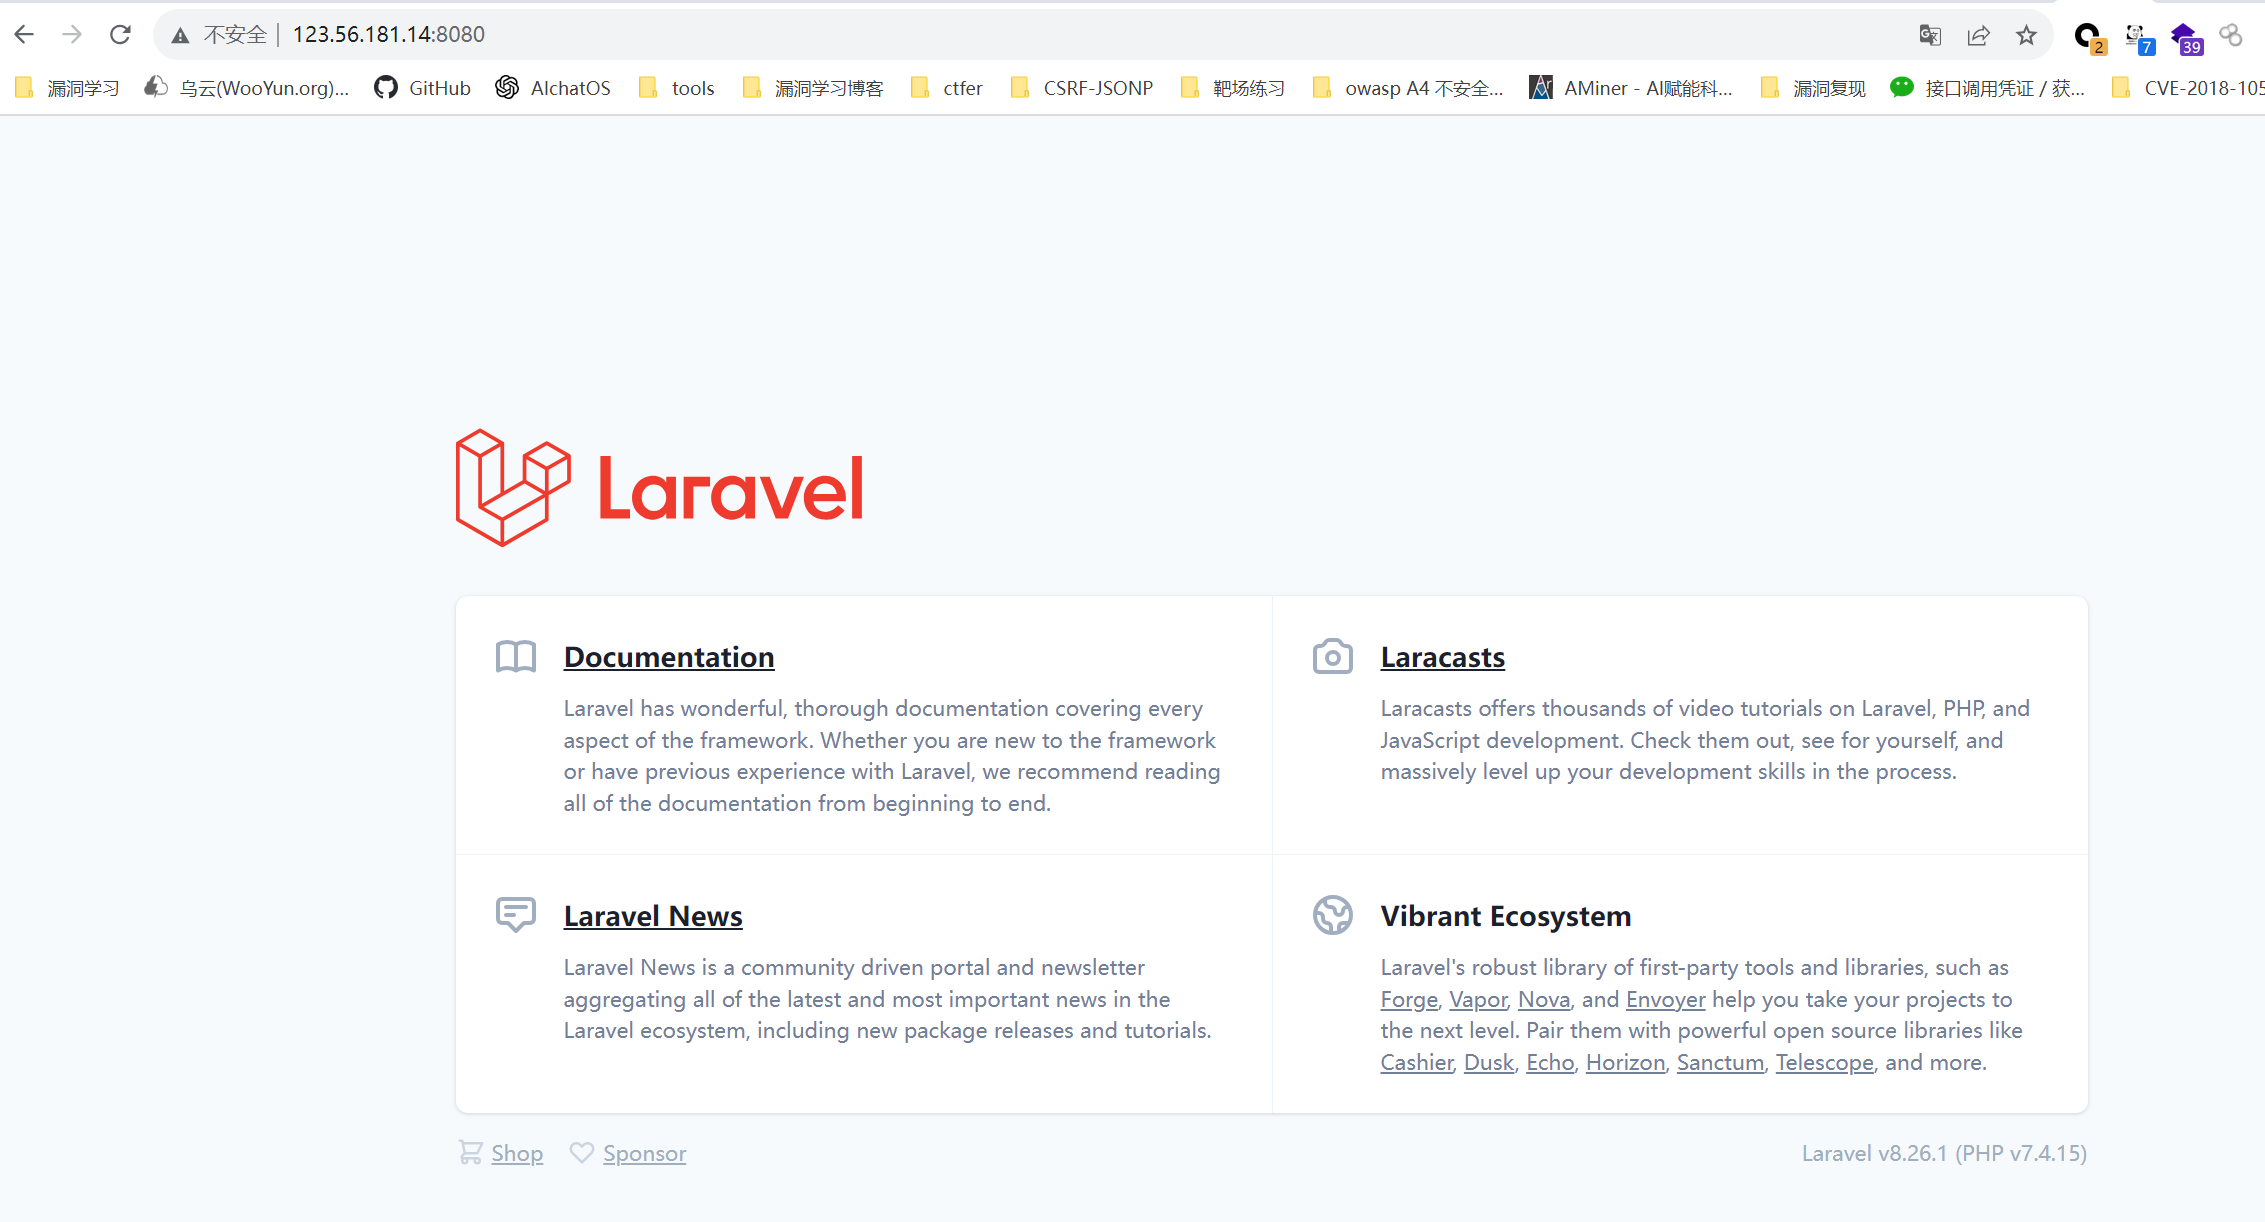 不安全 | 123.56.181.14:8080
2 7 39
漏洞学习 乌云(WooYun.org)... GitHub AIchatOS tools 漏洞学习博客 ctfer CSRF-JSONP 靶场练习 owasp A4 不安全... AMiner - AI赋能科... 漏洞复现 接口调用凭证 / 获... CVE-2018-105
Laravel
Documentation
Laravel has wonderful, thorough documentation covering every
aspect of the framework. Whether you are new to the framework
or have previous experience with Laravel, we recommend reading
all of the documentation from beginning to end.
Laracasts
Laracasts offers thousands of video tutorials on Laravel, PHP, and
JavaScript development. Check them out, see for yourself, and
massively level up your development skills in the process.
Laravel News
Laravel News is a community driven portal and newsletter
aggregating all of the latest and most important news in the
Laravel ecosystem, including new package releases and tutorials.
Vibrant Ecosystem
Laravel's robust library of first-party tools and libraries, such as
Forge, Vapor, Nova, and Envoyer help you take your projects to
the next level. Pair them with powerful open source libraries like
Cashier, Dusk, Echo, Horizon, Sanctum, Telescope, and more.
Shop Sponsor
Laravel v8.26.1 (PHP v7.4.15)